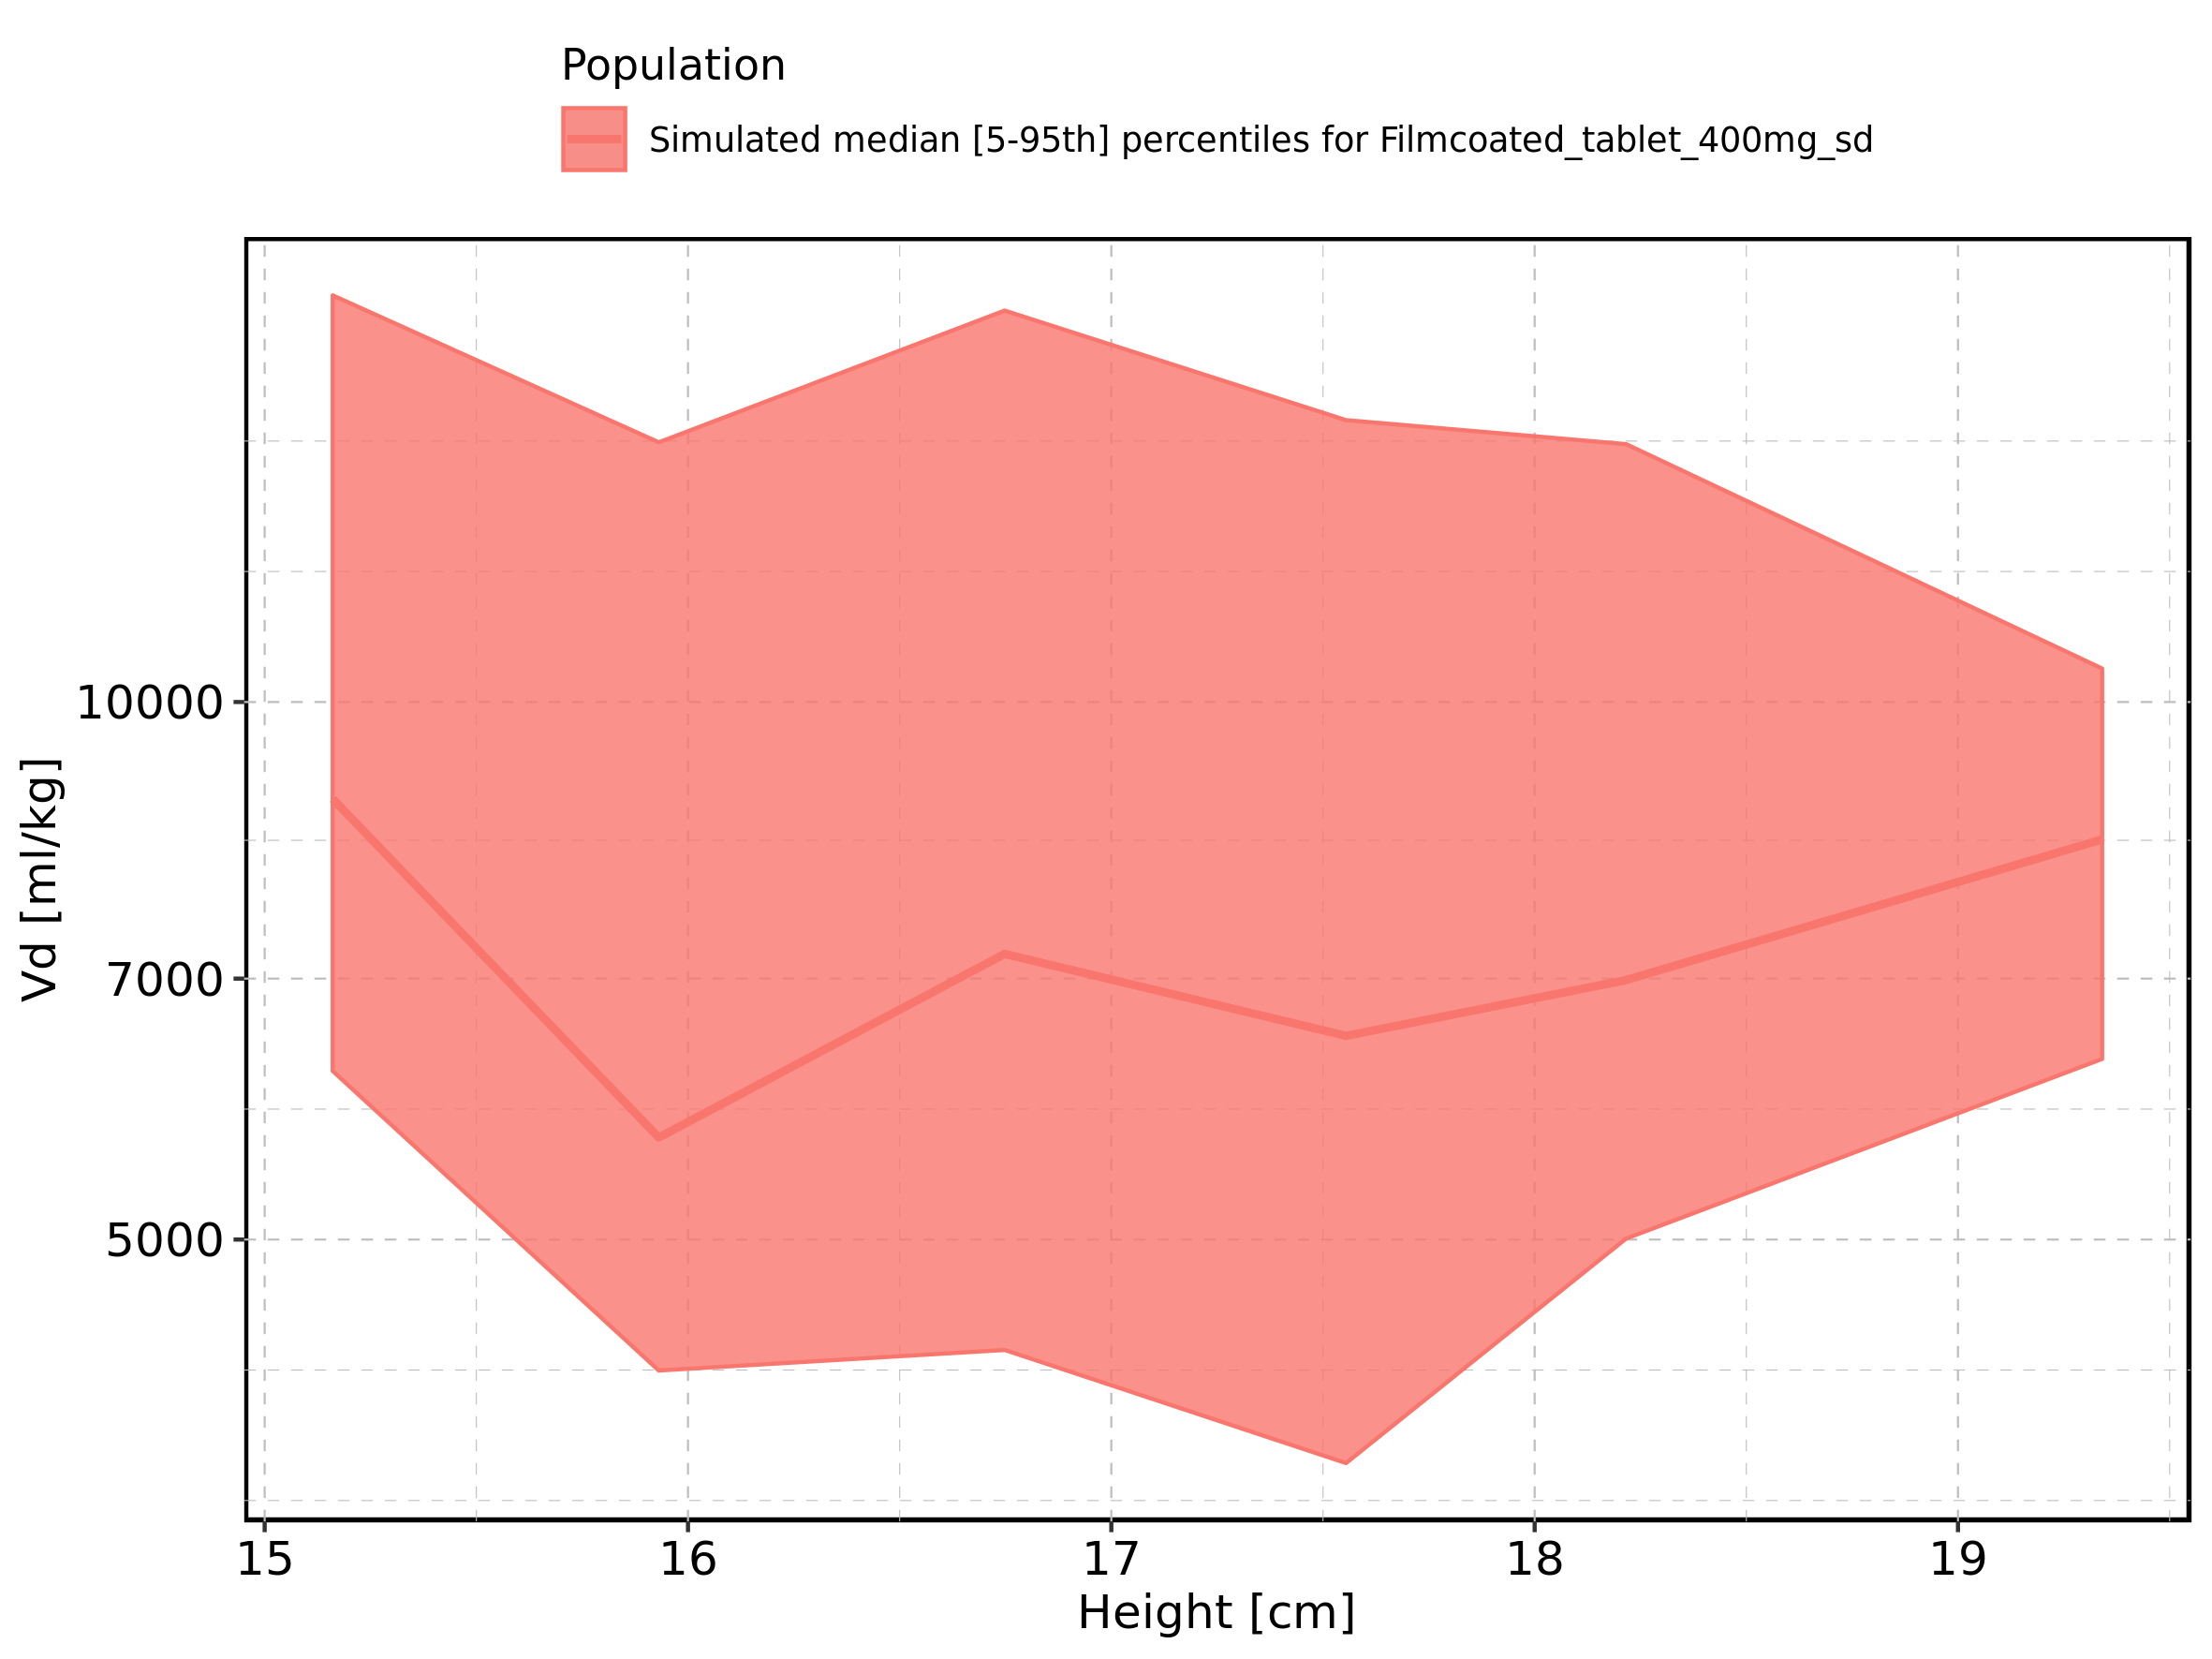 Population
Simulated median [5-95th] percentiles for Filmcoated_tablet_400mg_sd
Vd [ml/kg]
10000
7000
5000
15 16 17 18 19
Height [cm]